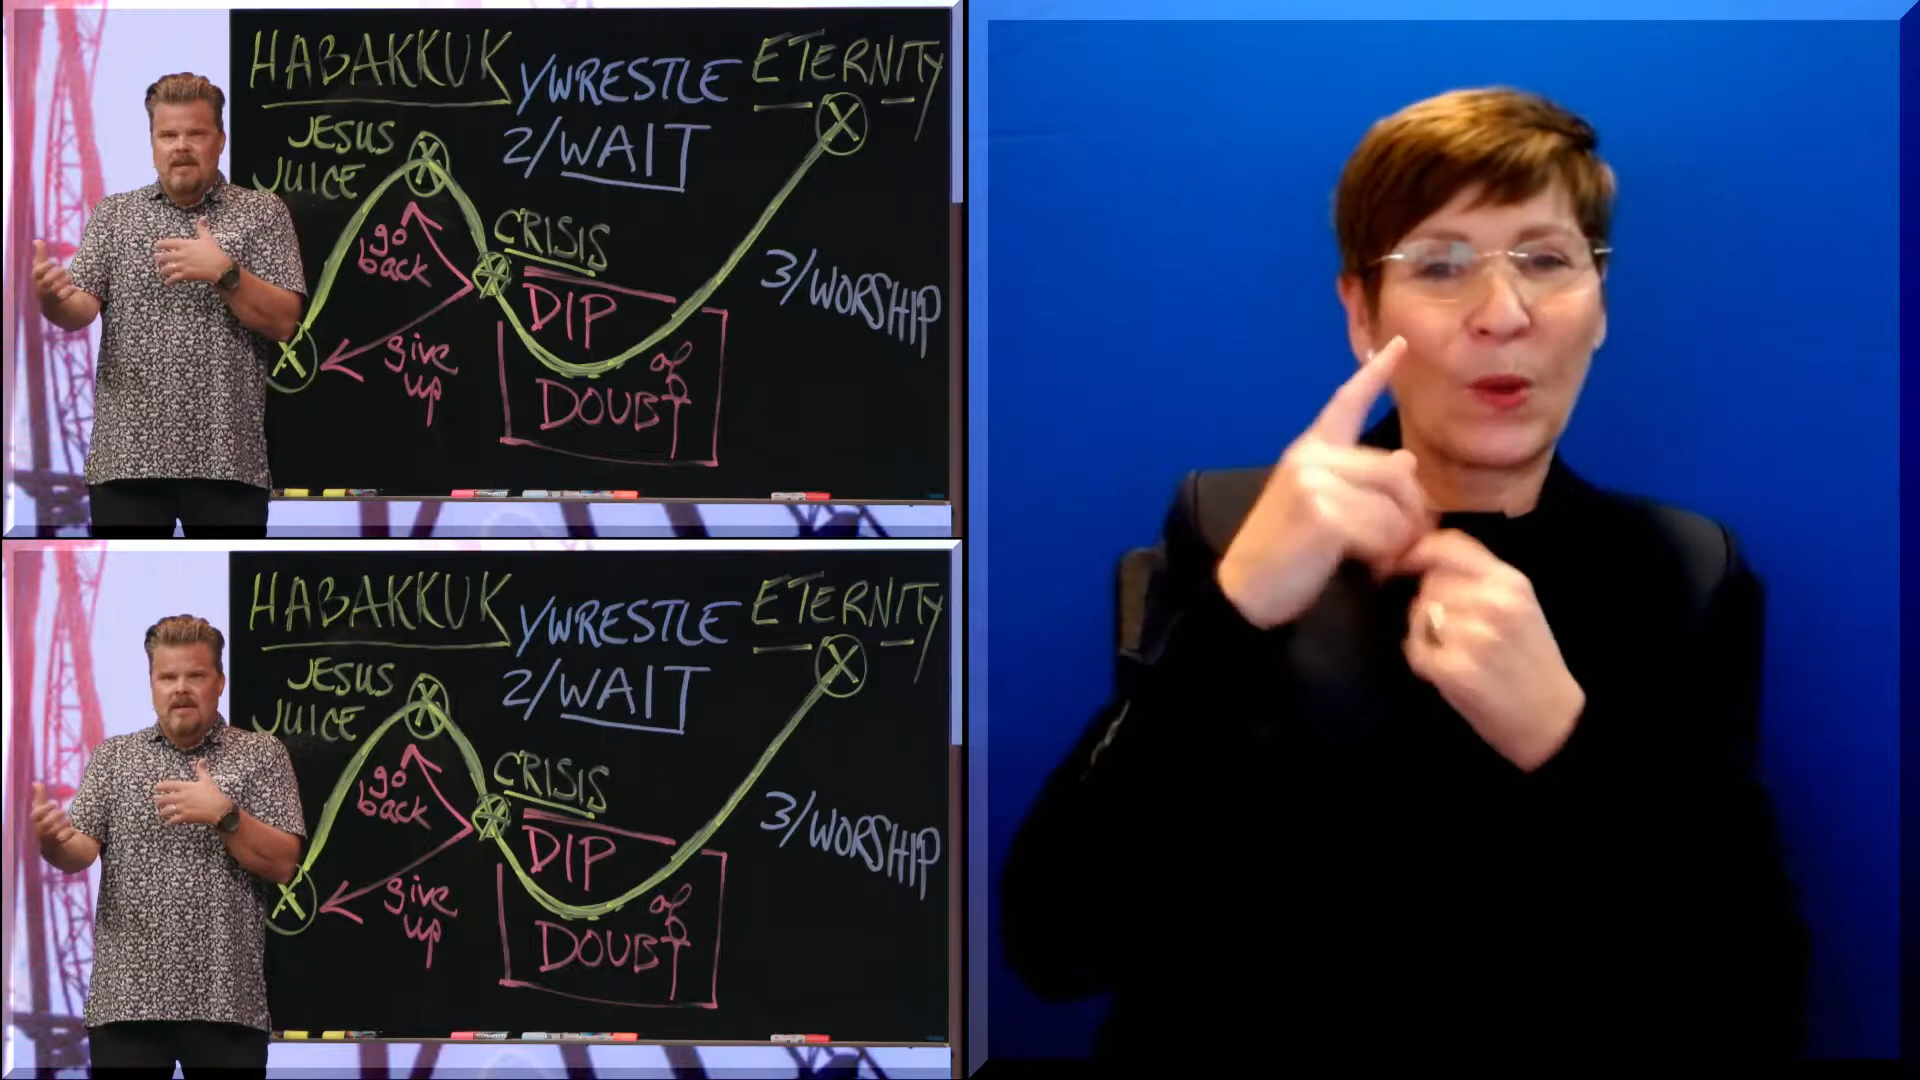 HABAKKUK
1/WRESTLE
ETERNITY
JESUS
JUICE
2/WAIT
CRISIS
go
back
DIP
3/WORSHIP
give
up
of
DOUBT
HABAKKUK
1/WRESTLE
ETERNITY
JESUS
JUICE
2/WAIT
CRISIS
go
back
DIP
3/WORSHIP
give
up
of
DOUBT